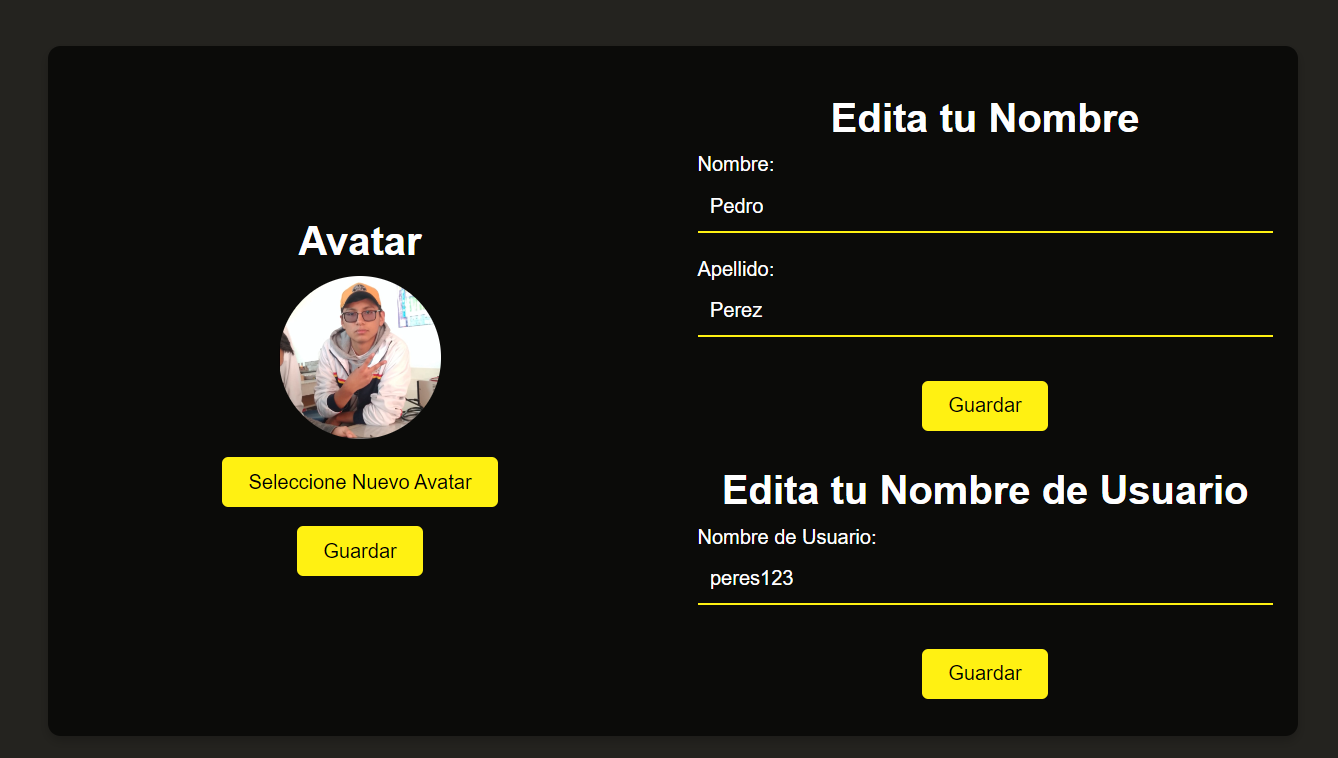 Avatar
Seleccione Nuevo Avatar
Guardar
Edita tu Nombre
Nombre:
Pedro
Apellido:
Perez
Guardar
Edita tu Nombre de Usuario
Nombre de Usuario:
peres123
Guardar